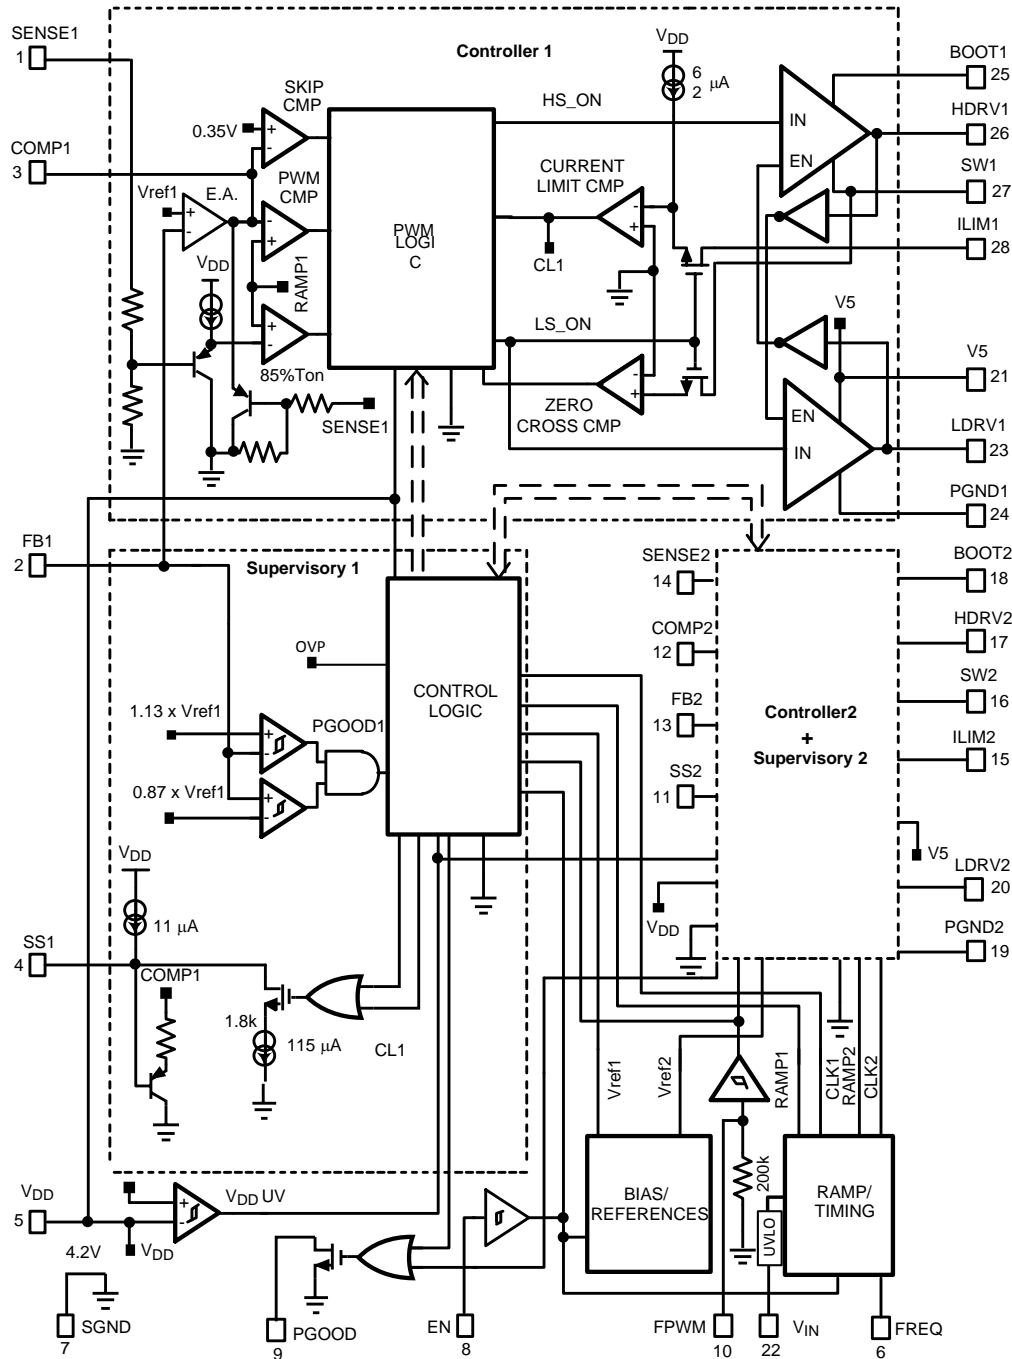 SENSE1
1
Controller 1
VDD
6
2
μA
BOOT1
25
SKIP
CMP
HS_ON
0.35V
+
-
IN
HDRV1
26
COMP1
3
PWM
CMP
CURRENT
LIMIT CMP
EN
SW1
27
Vref1
E.A.
+
-
-
+
-
+
PWM
LOGI
C
ILIM1
28
VDD
RAMP1
CL1
V5
+
-
LS_ON
V5
21
85%Ton
-
+
SENSE1
ZERO
CROSS CMP
EN
IN
LDRV1
23
PGND1
24
FB1
2
Supervisory 1
SENSE2
14
BOOT2
18
OVP
COMP2
12
HDRV2
17
CONTROL
LOGIC
1.13 x Vref1
PGOOD1
+
-
FB2
13
Controller2
+
Supervisory 2
SW2
16
0.87 x Vref1
+
-
SS2
11
ILIM2
15
VDD
V5
11 μA
LDRV2
20
SS1
4
VDD
PGND2
19
COMP1
1.8k
115 μA
CL1
Vref1
Vref2
RAMP1
CLK1
RAMP2
CLK2
VDD
5
+
-
VDD UV
200k
BIAS/
REFERENCES
RAMP/
TIMING
UVLO
4.2V
VDD
SGND
7
PGOOD
9
EN
8
FPWM
10
VIN
22
FREQ
6